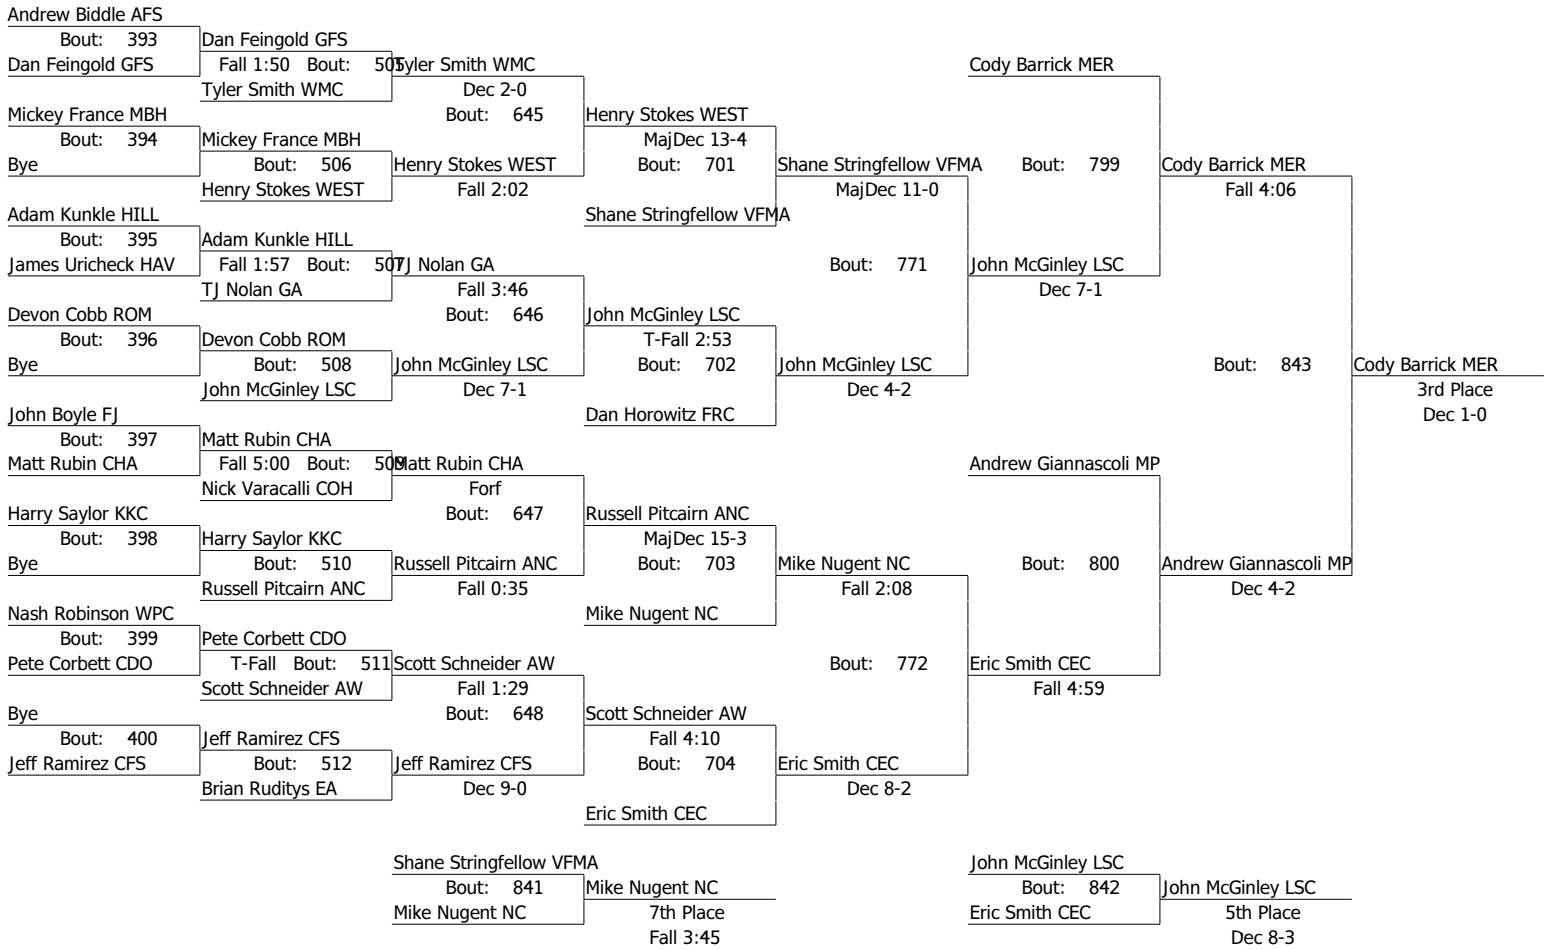 Andrew Biddle AFS
Bout: 393
Dan Feingold GFS
Dan Feingold GFS
Fall 1:50 Bout: 505
Tyler Smith WMC
Tyler Smith WMC
Dec 2-0
Bout: 645
Mickey France MBH
Bout: 394
Bye
Mickey France MBH
Bout: 506
Henry Stokes WEST
Henry Stokes WEST
Fall 2:02
Henry Stokes WEST
MajDec 13-4
Bout: 701
Shane Stringfellow VFMA
Shane Stringfellow VFMA
MajDec 11-0
Adam Kunkle HILL
Bout: 395
James Uricheck HAV
Adam Kunkle HILL
Fall 1:57 Bout: 507
TJ Nolan GA
TJ Nolan GA
Fall 3:46
Bout: 646
Devon Cobb ROM
Bout: 396
Bye
Devon Cobb ROM
Bout: 508
John McGinley LSC
John McGinley LSC
Dec 7-1
John McGinley LSC
T-Fall 2:53
Bout: 702
Dan Horowitz FRC
John McGinley LSC
Dec 4-2
Bout: 771
John McGinley LSC
Dec 7-1
Cody Barrick MER
Bout: 799
Cody Barrick MER
Fall 4:06
John Boyle FJ
Bout: 397
Matt Rubin CHA
Matt Rubin CHA
Fall 5:00 Bout: 509
Nick Varacalli COH
Matt Rubin CHA
Forf
Bout: 647
Harry Saylor KKC
Bout: 398
Bye
Harry Saylor KKC
Bout: 510
Russell Pitcairn ANC
Russell Pitcairn ANC
Fall 0:35
Russell Pitcairn ANC
MajDec 15-3
Bout: 703
Mike Nugent NC
Mike Nugent NC
Fall 2:08
Nash Robinson WPC
Bout: 399
Pete Corbett CDO
Pete Corbett CDO
T-Fall Bout: 511
Scott Schneider AW
Scott Schneider AW
Fall 1:29
Bout: 648
Bye
Bout: 400
Jeff Ramirez CFS
Jeff Ramirez CFS
Bout: 512
Brian Ruditys EA
Jeff Ramirez CFS
Dec 9-0
Scott Schneider AW
Fall 4:10
Bout: 704
Eric Smith CEC
Eric Smith CEC
Dec 8-2
Bout: 772
Eric Smith CEC
Fall 4:59
Andrew Giannascoli MP
Bout: 800
Andrew Giannascoli MP
Dec 4-2
Bout: 843
Cody Barrick MER
3rd Place
Dec 1-0
Shane Stringfellow VFMA
Bout: 841
Mike Nugent NC
Mike Nugent NC
7th Place
Fall 3:45
John McGinley LSC
Bout: 842
Eric Smith CEC
John McGinley LSC
5th Place
Dec 8-3